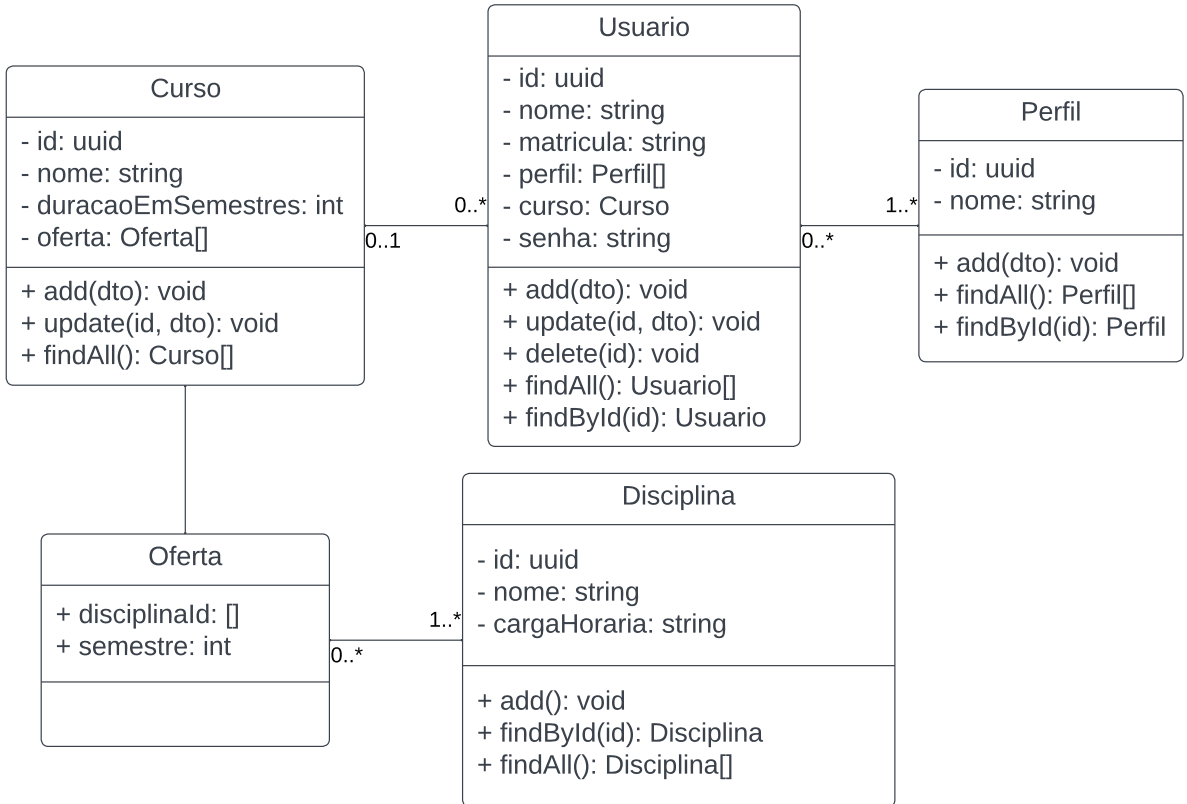 Curso
- id: uuid
- nome: string
- duracaoEmSemestres: int
- oferta: Oferta[]
+ add(dto): void
+ update(id, dto): void
+ findAll(): Curso[]
0..1
0..*
Usuario
- id: uuid
- nome: string
- matricula: string
- perfil: Perfil[]
- curso: Curso
- senha: string
+ add(dto): void
+ update(id, dto): void
+ delete(id): void
+ findAll(): Usuario[]
+ findById(id): Usuario
0..*
1..*
Perfil
- id: uuid
- nome: string
+ add(dto): void
+ findAll(): Perfil[]
+ findById(id): Perfil
Oferta
+ disciplinaId: []
+ semestre: int
0..*
1..*
Disciplina
- id: uuid
- nome: string
- cargaHoraria: string
+ add(): void
+ findById(id): Disciplina
+ findAll(): Disciplina[]